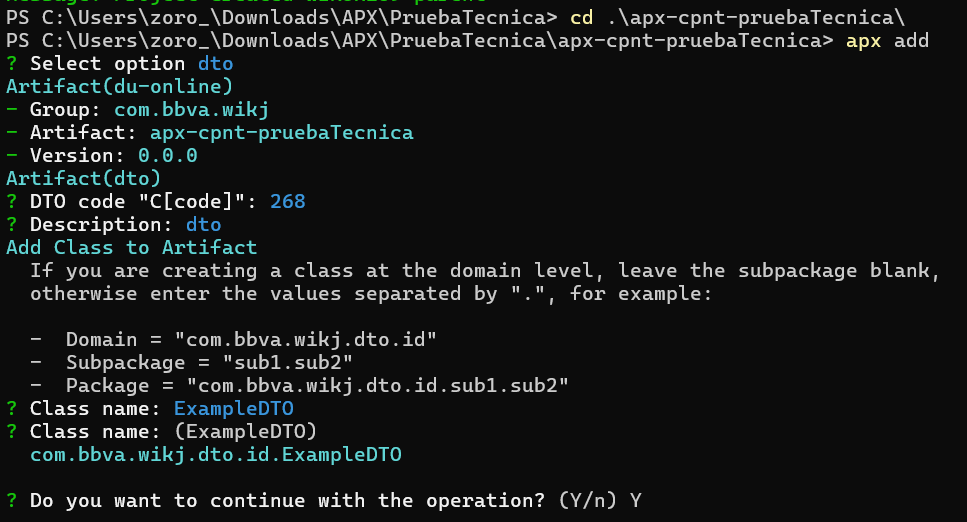 PS C:\Users\zoro_\Downloads\APX\PruebaTecnica> cd .\apx-cpnt-pruebaTecnica\
PS C:\Users\zoro_\Downloads\APX\PruebaTecnica\apx-cpnt-pruebaTecnica> apx add
? Select option dto
Artifact(du-online)
- Group: com.bbva.wikj
- Artifact: apx-cpnt-pruebaTecnica
- Version: 0.0.0
Artifact(dto)
? DTO code "C[code]": 268
? Description: dto
Add Class to Artifact
If you are creating a class at the domain level, leave the subpackage blank,
otherwise enter the values separated by ".", for example:
- Domain = "com.bbva.wikj.dto.id"
- Subpackage = "sub1.sub2"
- Package = "com.bbva.wikj.dto.id.sub1.sub2"
? Class name: ExampleDTO
? Class name: (ExampleDTO)
com.bbva.wikj.dto.id.ExampleDTO
? Do you want to continue with the operation? (Y/n) Y